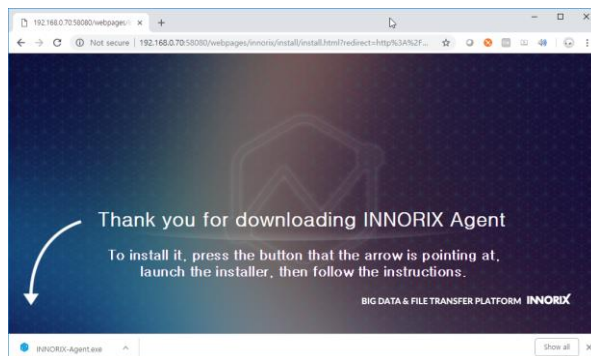 192.168.0.70:58080/webpages/i
Not secure | 192.168.0.70:58080/webpages/innorix/install/install.html?redirect=http%3A%2F...
Thank you for downloading INNORIX Agent
To install it, press the button that the arrow is pointing at,
launch the installer, then follow the instructions.
BIG DATA & FILE TRANSFER PLATFORM INNORIX
INNORIX-Agent.exe
Show all